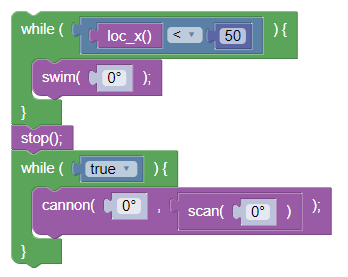 while ( loc_x() < 50 ) {
swim( 0° );
}
stop();
while ( true ) {
cannon( 0° , scan( 0° ) );
}